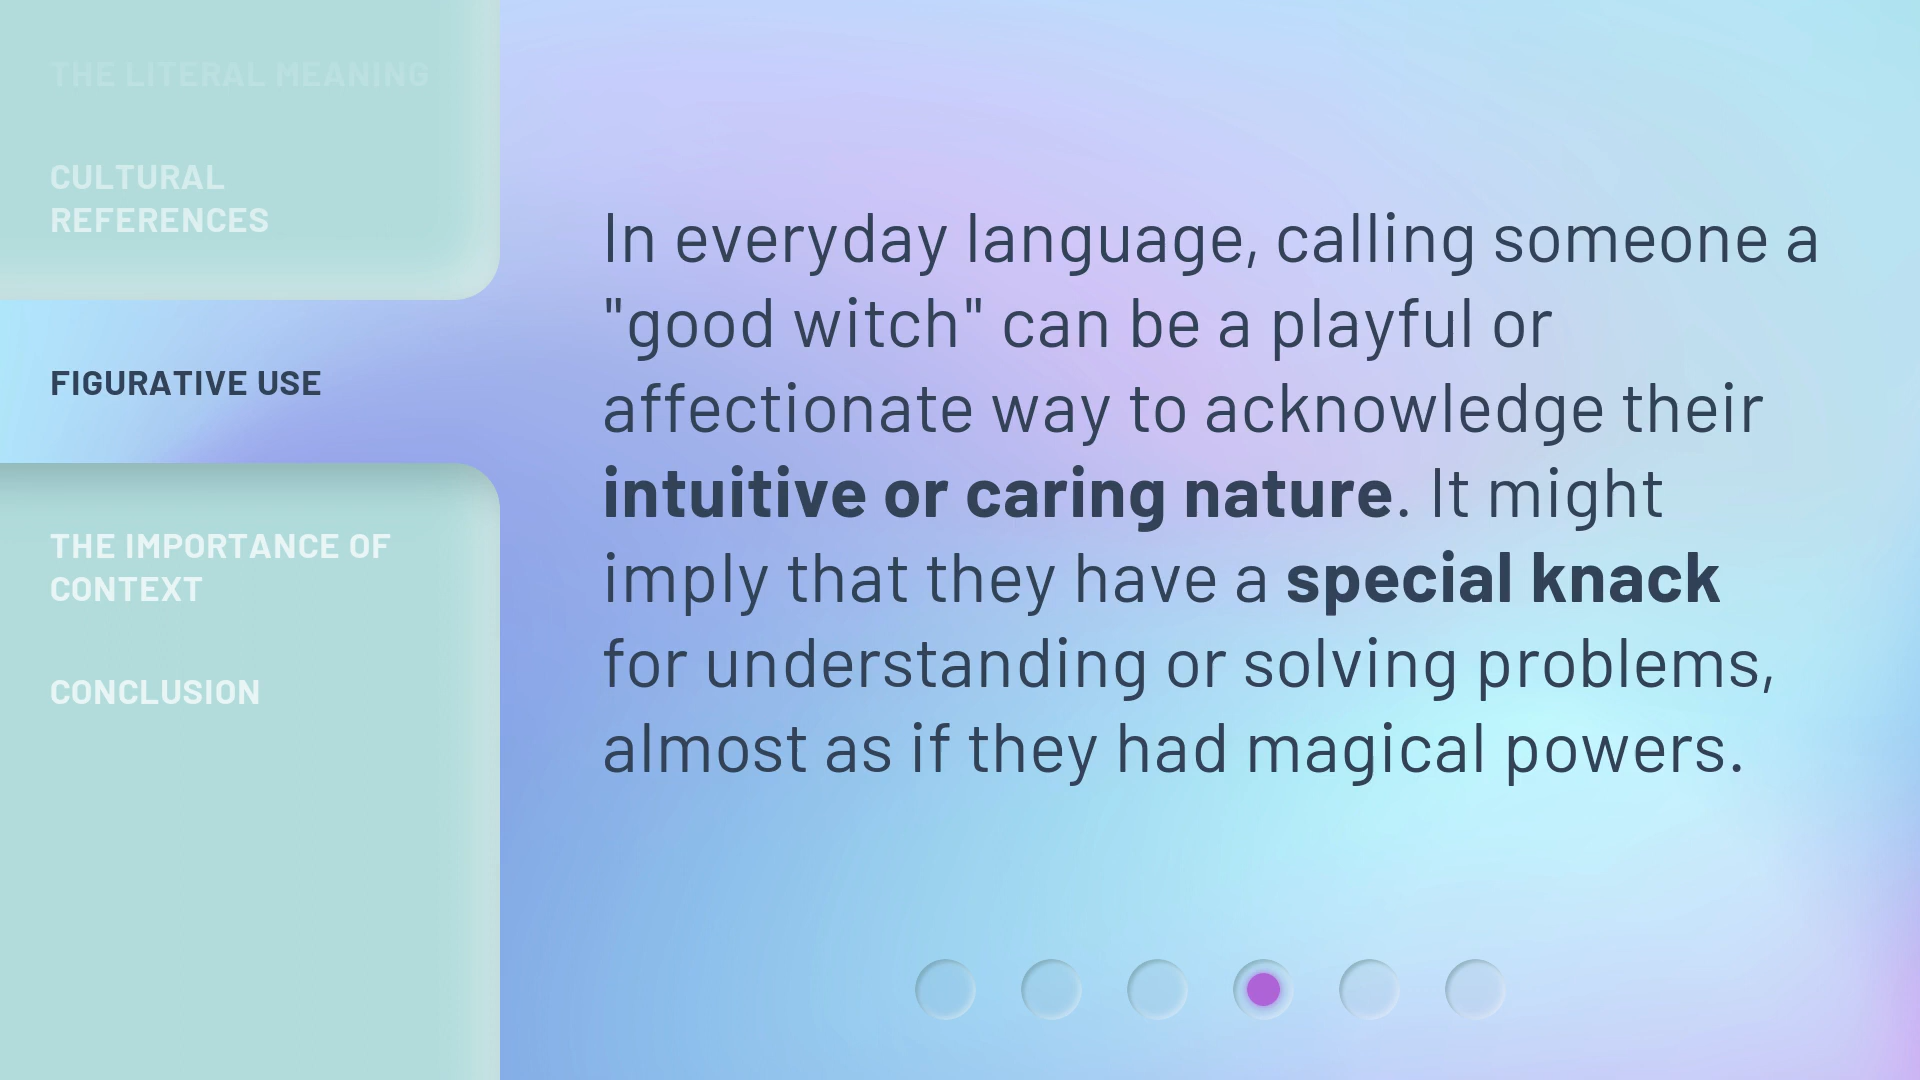 THE LITERAL MEANING
CULTURAL
REFERENCES
FIGURATIVE USE
THE IMPORTANCE OF
CONTEXT
CONCLUSION
In everyday language, calling someone a
"good witch" can be a playful or
affectionate way to acknowledge their
intuitive or caring nature. It might
imply that they have a special knack
for understanding or solving problems,
almost as if they had magical powers.